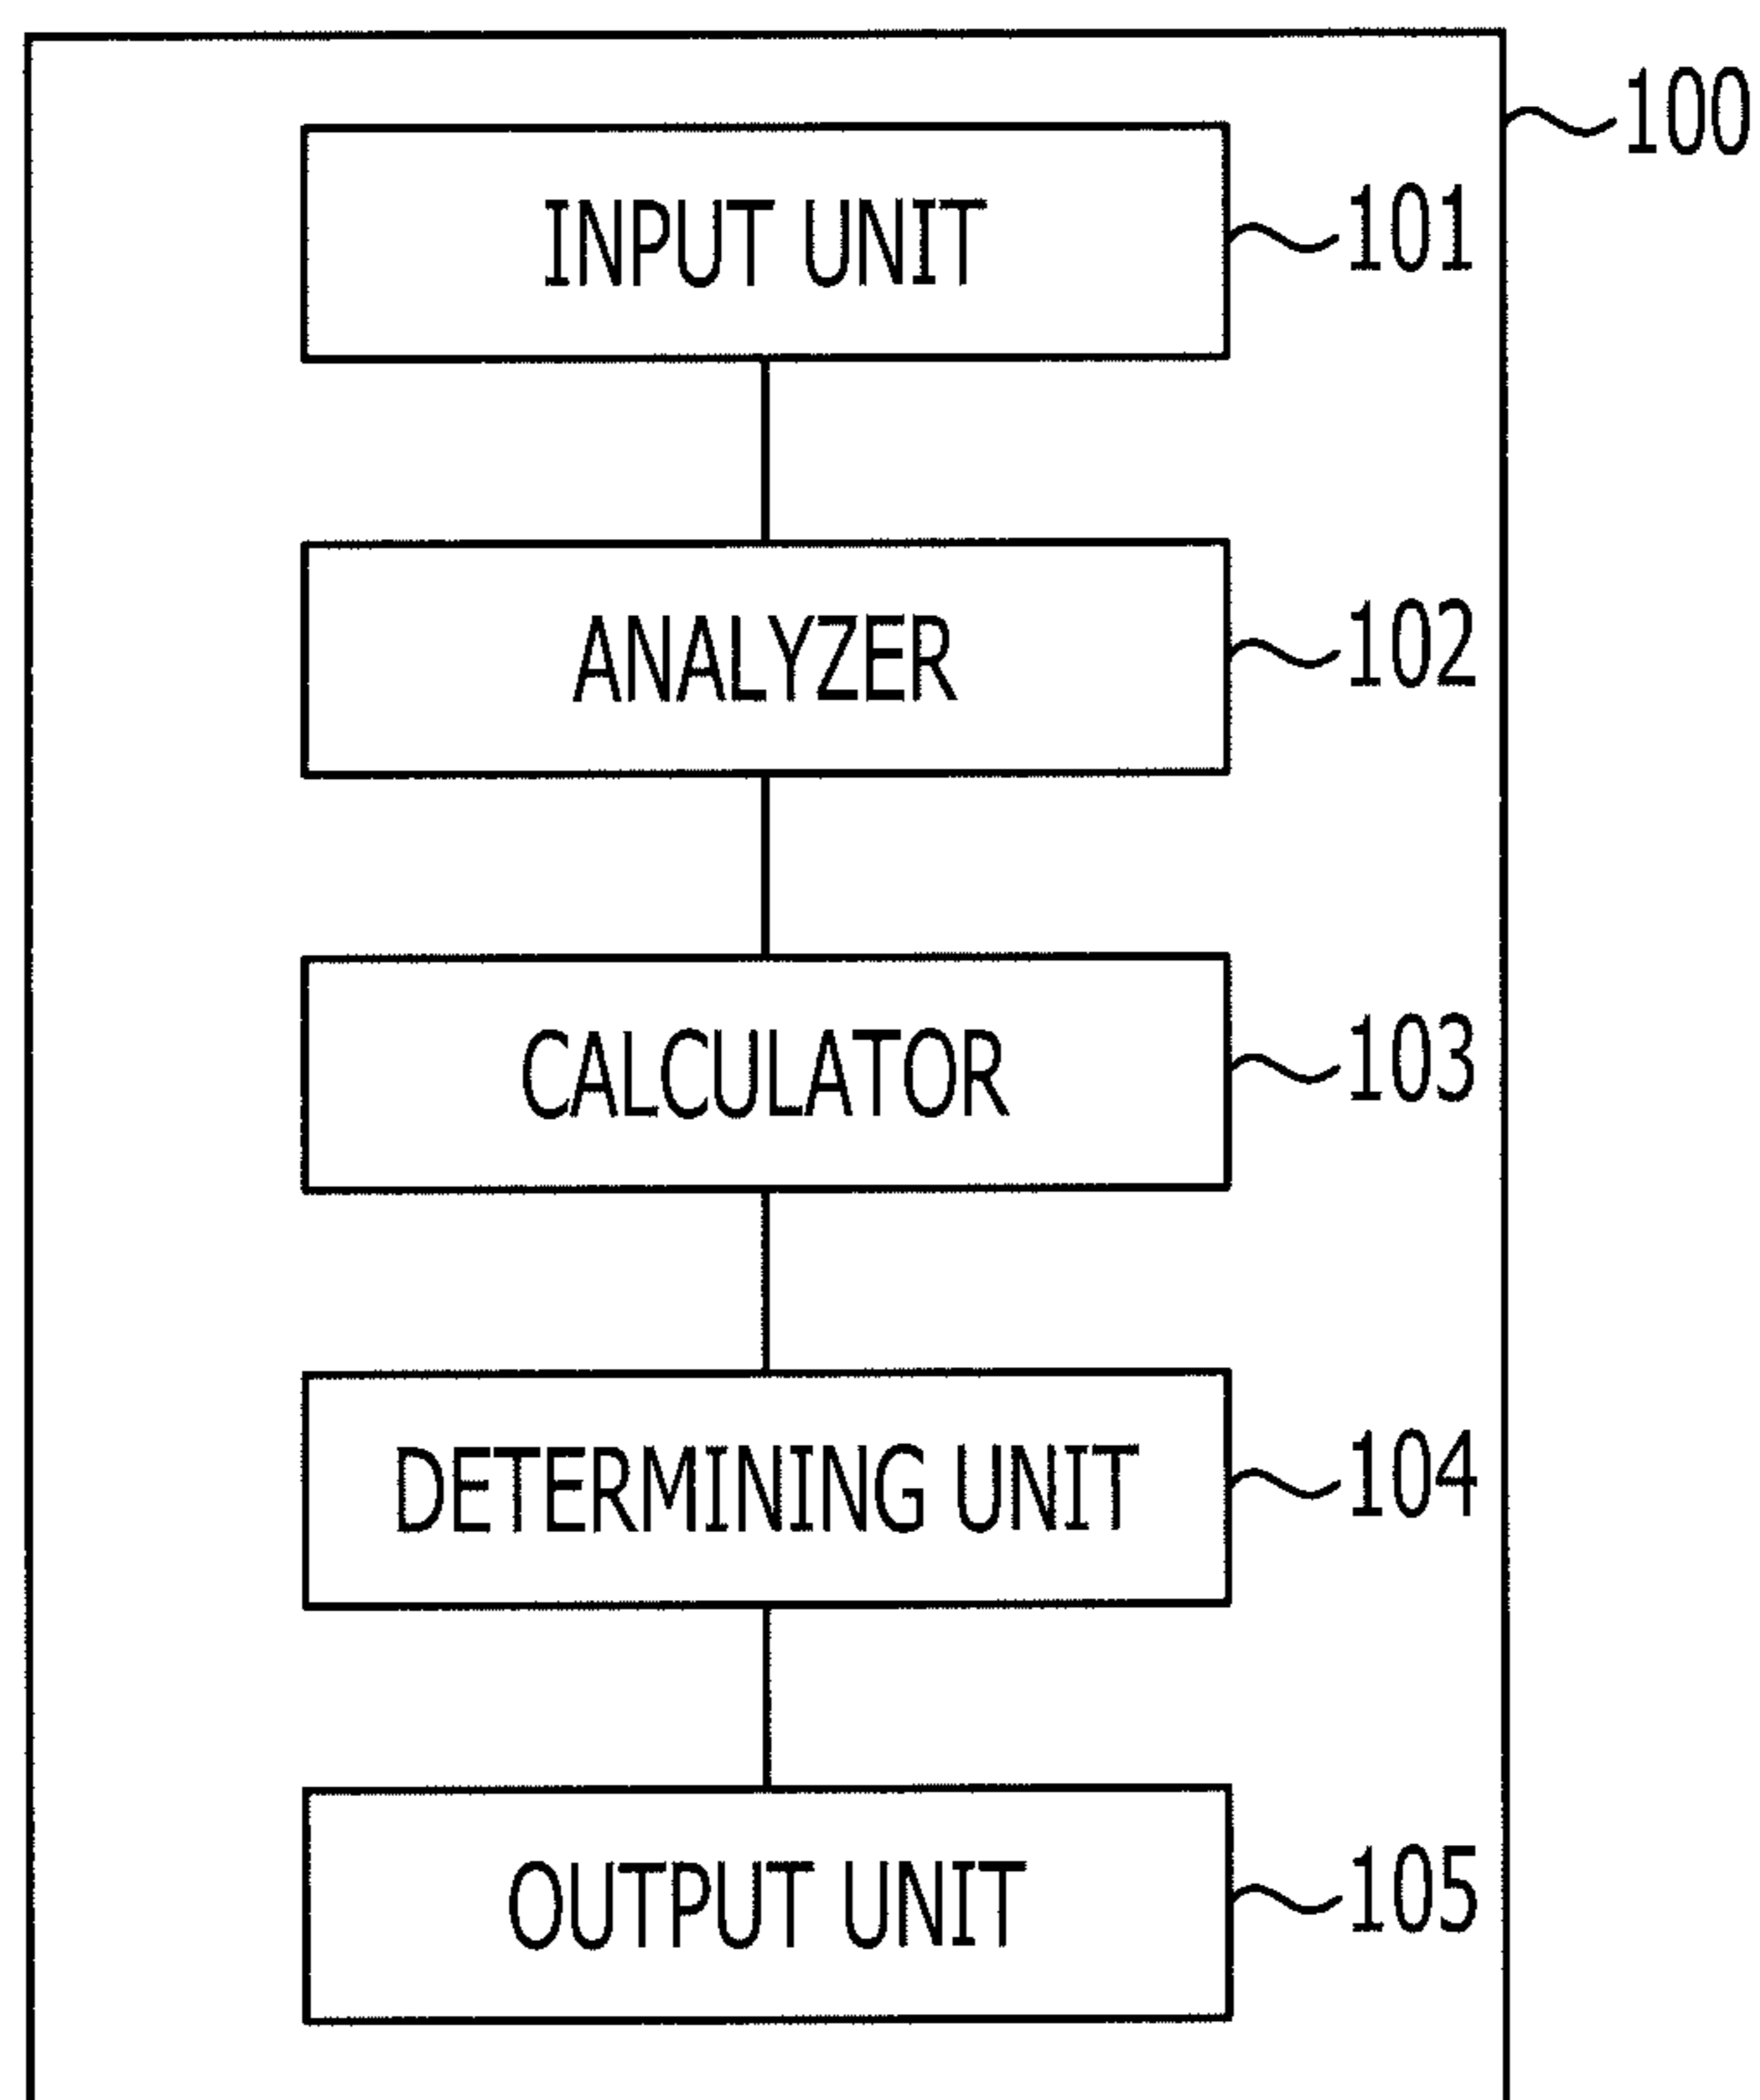 100
INPUT UNIT 101
ANALYZER 102
CALCULATOR 103
DETERMINING UNIT 104
OUTPUT UNIT 105